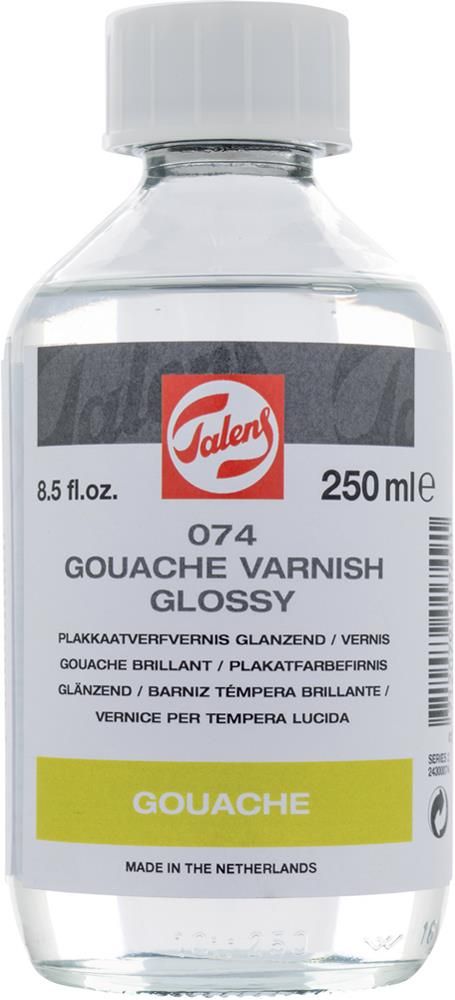 Talens
8.5 fl.oz. 250 ml e
074
GOUACHE VARNISH
GLOSSY
PLAKKAATVERFVERNIS GLANZEND / VERNIS
GOUACHE BRILLANT / PLAKATFARBEFIRNIS
GLÄNZEND / BARNIZ TÉMPERA BRILLANTE /
VERNICE PER TEMPERA LUCIDA
SERIES
GOUACHE
MADE IN THE NETHERLANDS